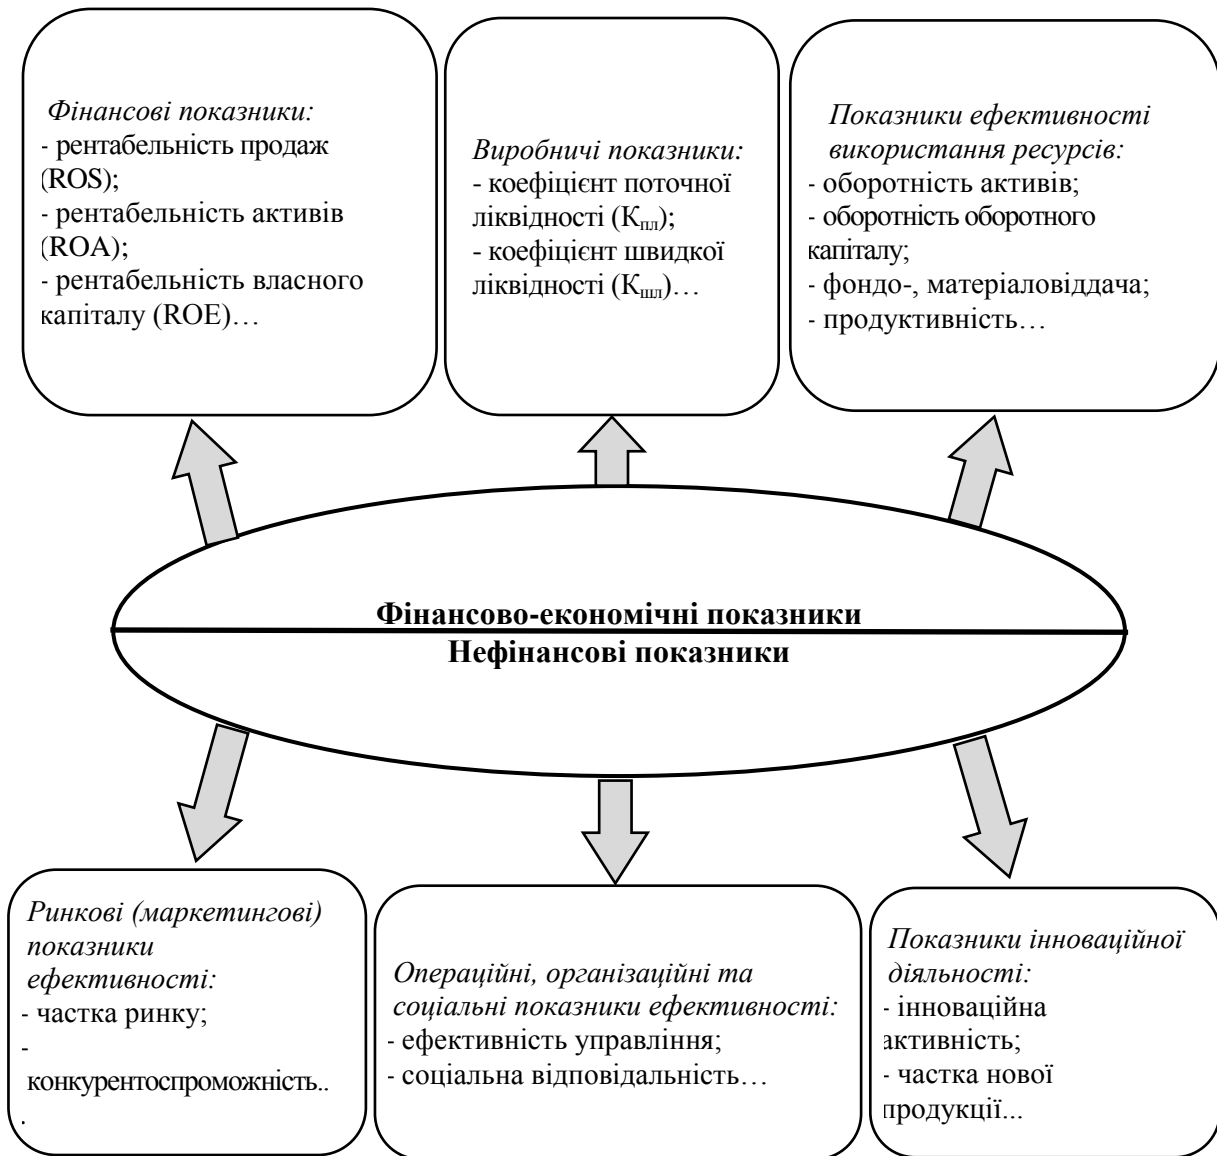 Фінансові показники:
- рентабельність продаж
(ROS);
- рентабельність активів
(ROA);
- рентабельність власного
капіталу (ROE)…
Виробничі показники:
- коефіцієнт поточної
ліквідності (Кпл);
- коефіцієнт швидкої
ліквідності (Кшл)…
Показники ефективності
використання ресурсів:
- оборотність активів;
- оборотність оборотного
капіталу;
- фондо-, матеріаловіддача;
- продуктивність…
Фінансово-економічні показники
Нефінансові показники
Ринкові (маркетингові)
показники
ефективності:
- частка ринку;
-
конкурентоспроможність..
.
Операційні, організаційні та
соціальні показники ефективності:
- ефективність управління;
- соціальна відповідальність…
Показники інноваційної
діяльності:
- інноваційна
активність;
- частка нової
продукції...